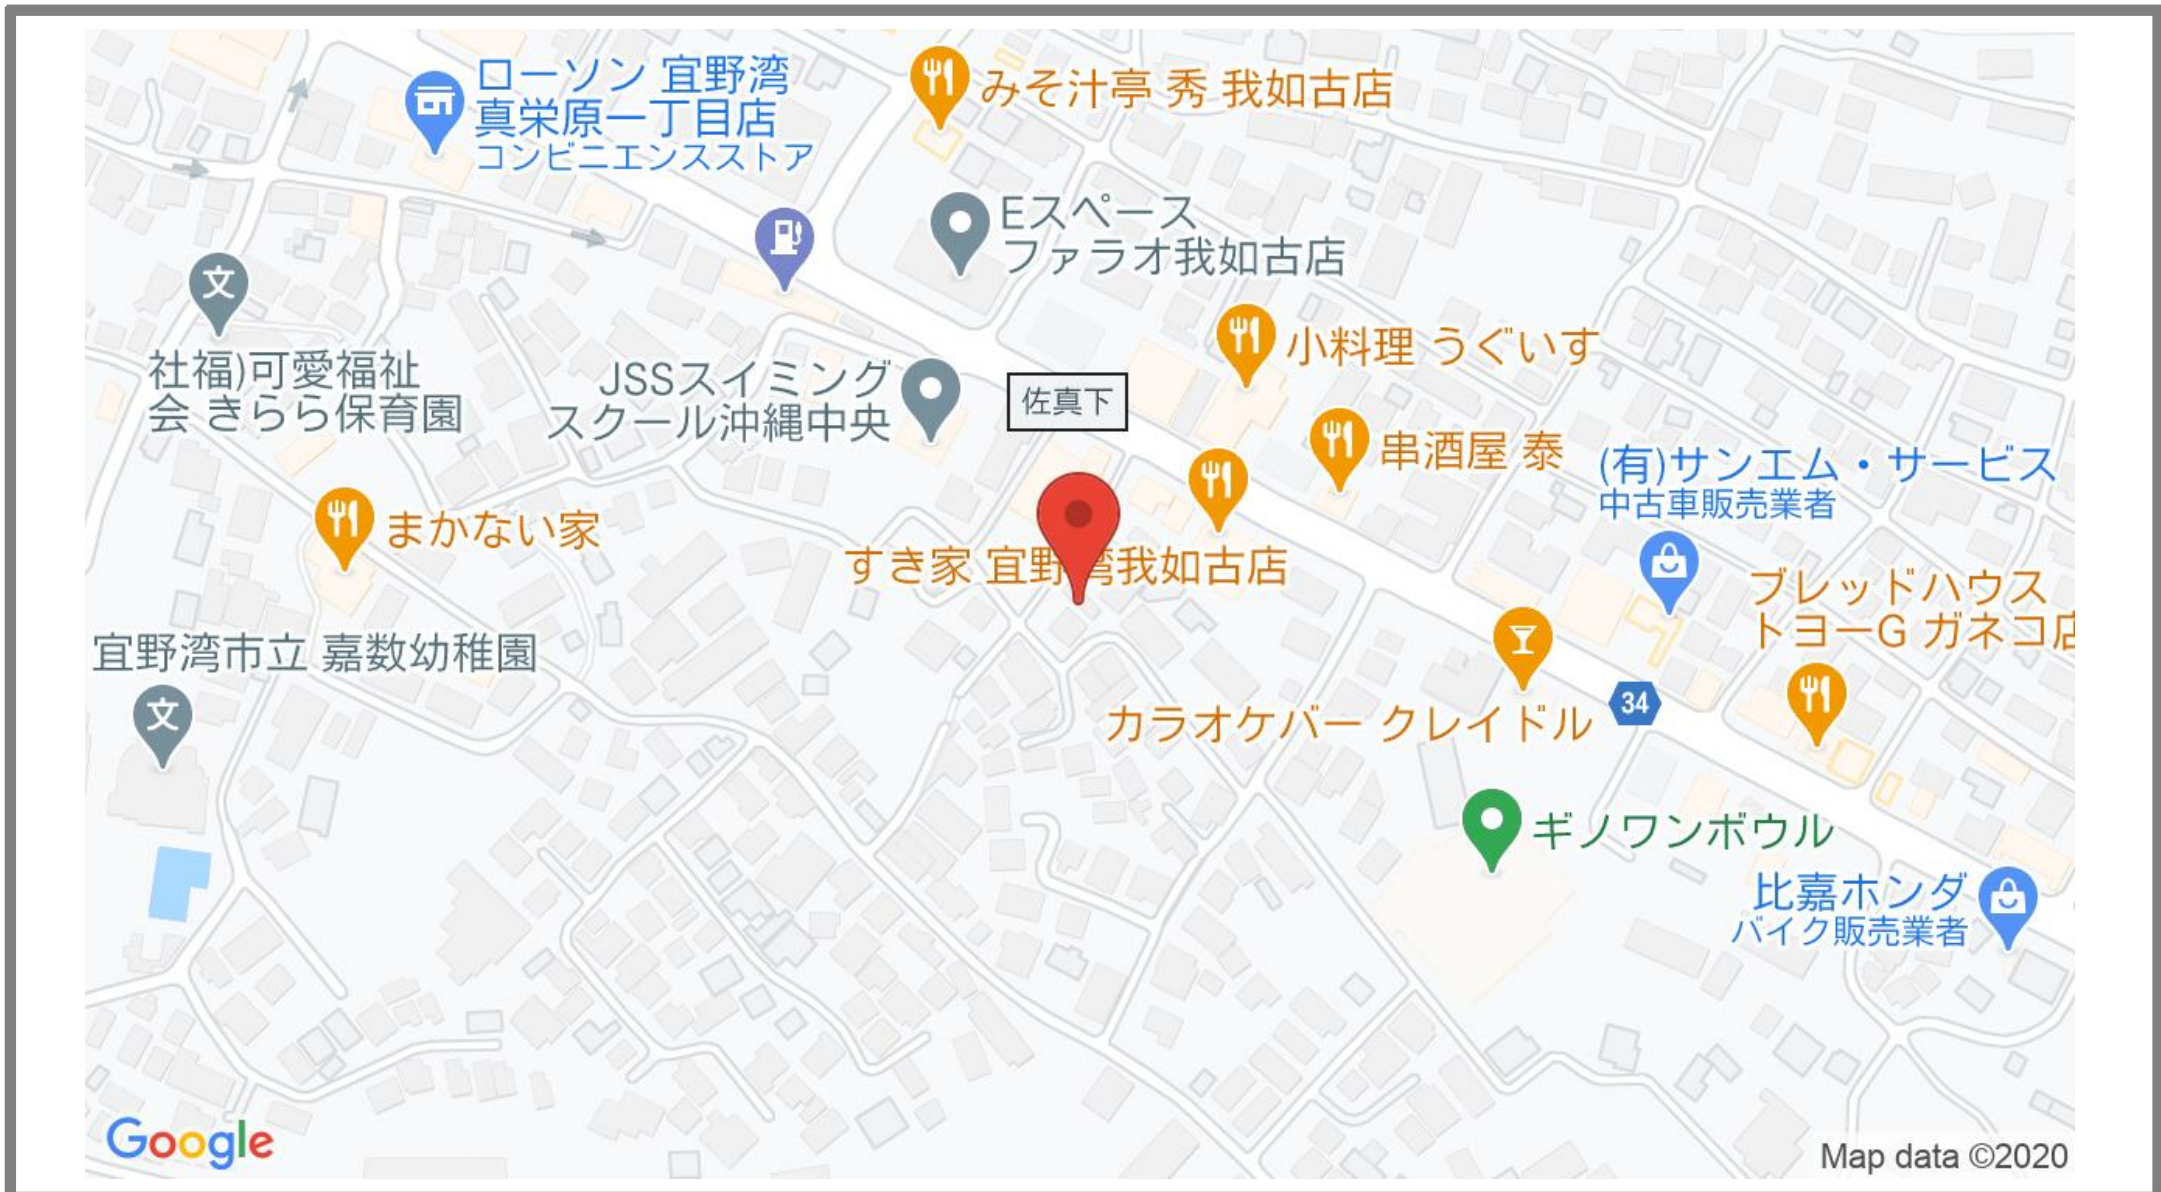 ローソン 宜野湾
真栄原一丁目店
コンビニエンスストア
みそ汁亭 秀 我如古店
Eスペース
ファラオ我如古店
文
社福)可愛福祉
会 きらら保育園
JSSスイミング
スクール沖縄中央
佐真下
小料理 うぐいす
串酒屋 泰
(有)サンエム・サービス
中古車販売業者
まかない家
すき家 宜野湾我如古店
ブレッドハウス
トヨーG ガネコ店
宜野湾市立 嘉数幼稚園
文
カラオケバー クレイドル
34
ギノワンボウル
比嘉ホンダ
バイク販売業者
Google
Map data ©2020